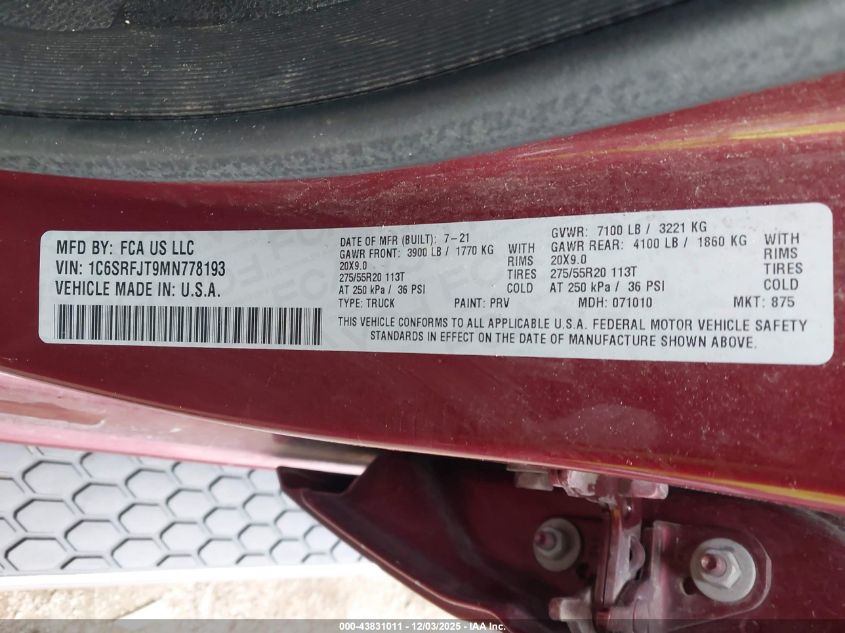 MFD BY: FCA US LLC
VIN: 1C6SRFJT9MN778193
VEHICLE MADE IN: U.S.A.
DATE OF MFR (BUILT): 7-21
GAWR FRONT: 3900 LB / 1770 KG WITH
20X9.0 RIMS
275/55R20 113T TIRES
AT 250 kPa / 36 PSI COLD
GVWR: 7100 LB / 3221 KG
GAWR REAR: 4100 LB / 1860 KG WITH
20X9.0 RIMS
275/55R20 113T TIRES
AT 250 kPa / 36 PSI COLD
TYPE: TRUCK PAINT: PRV MDH: 071010 MKT: 875
THIS VEHICLE CONFORMS TO ALL APPLICABLE U.S.A. FEDERAL MOTOR VEHICLE SAFETY
STANDARDS IN EFFECT ON THE DATE OF MANUFACTURE SHOWN ABOVE.
000-43831011 - 12/03/2025 - IAA Inc.